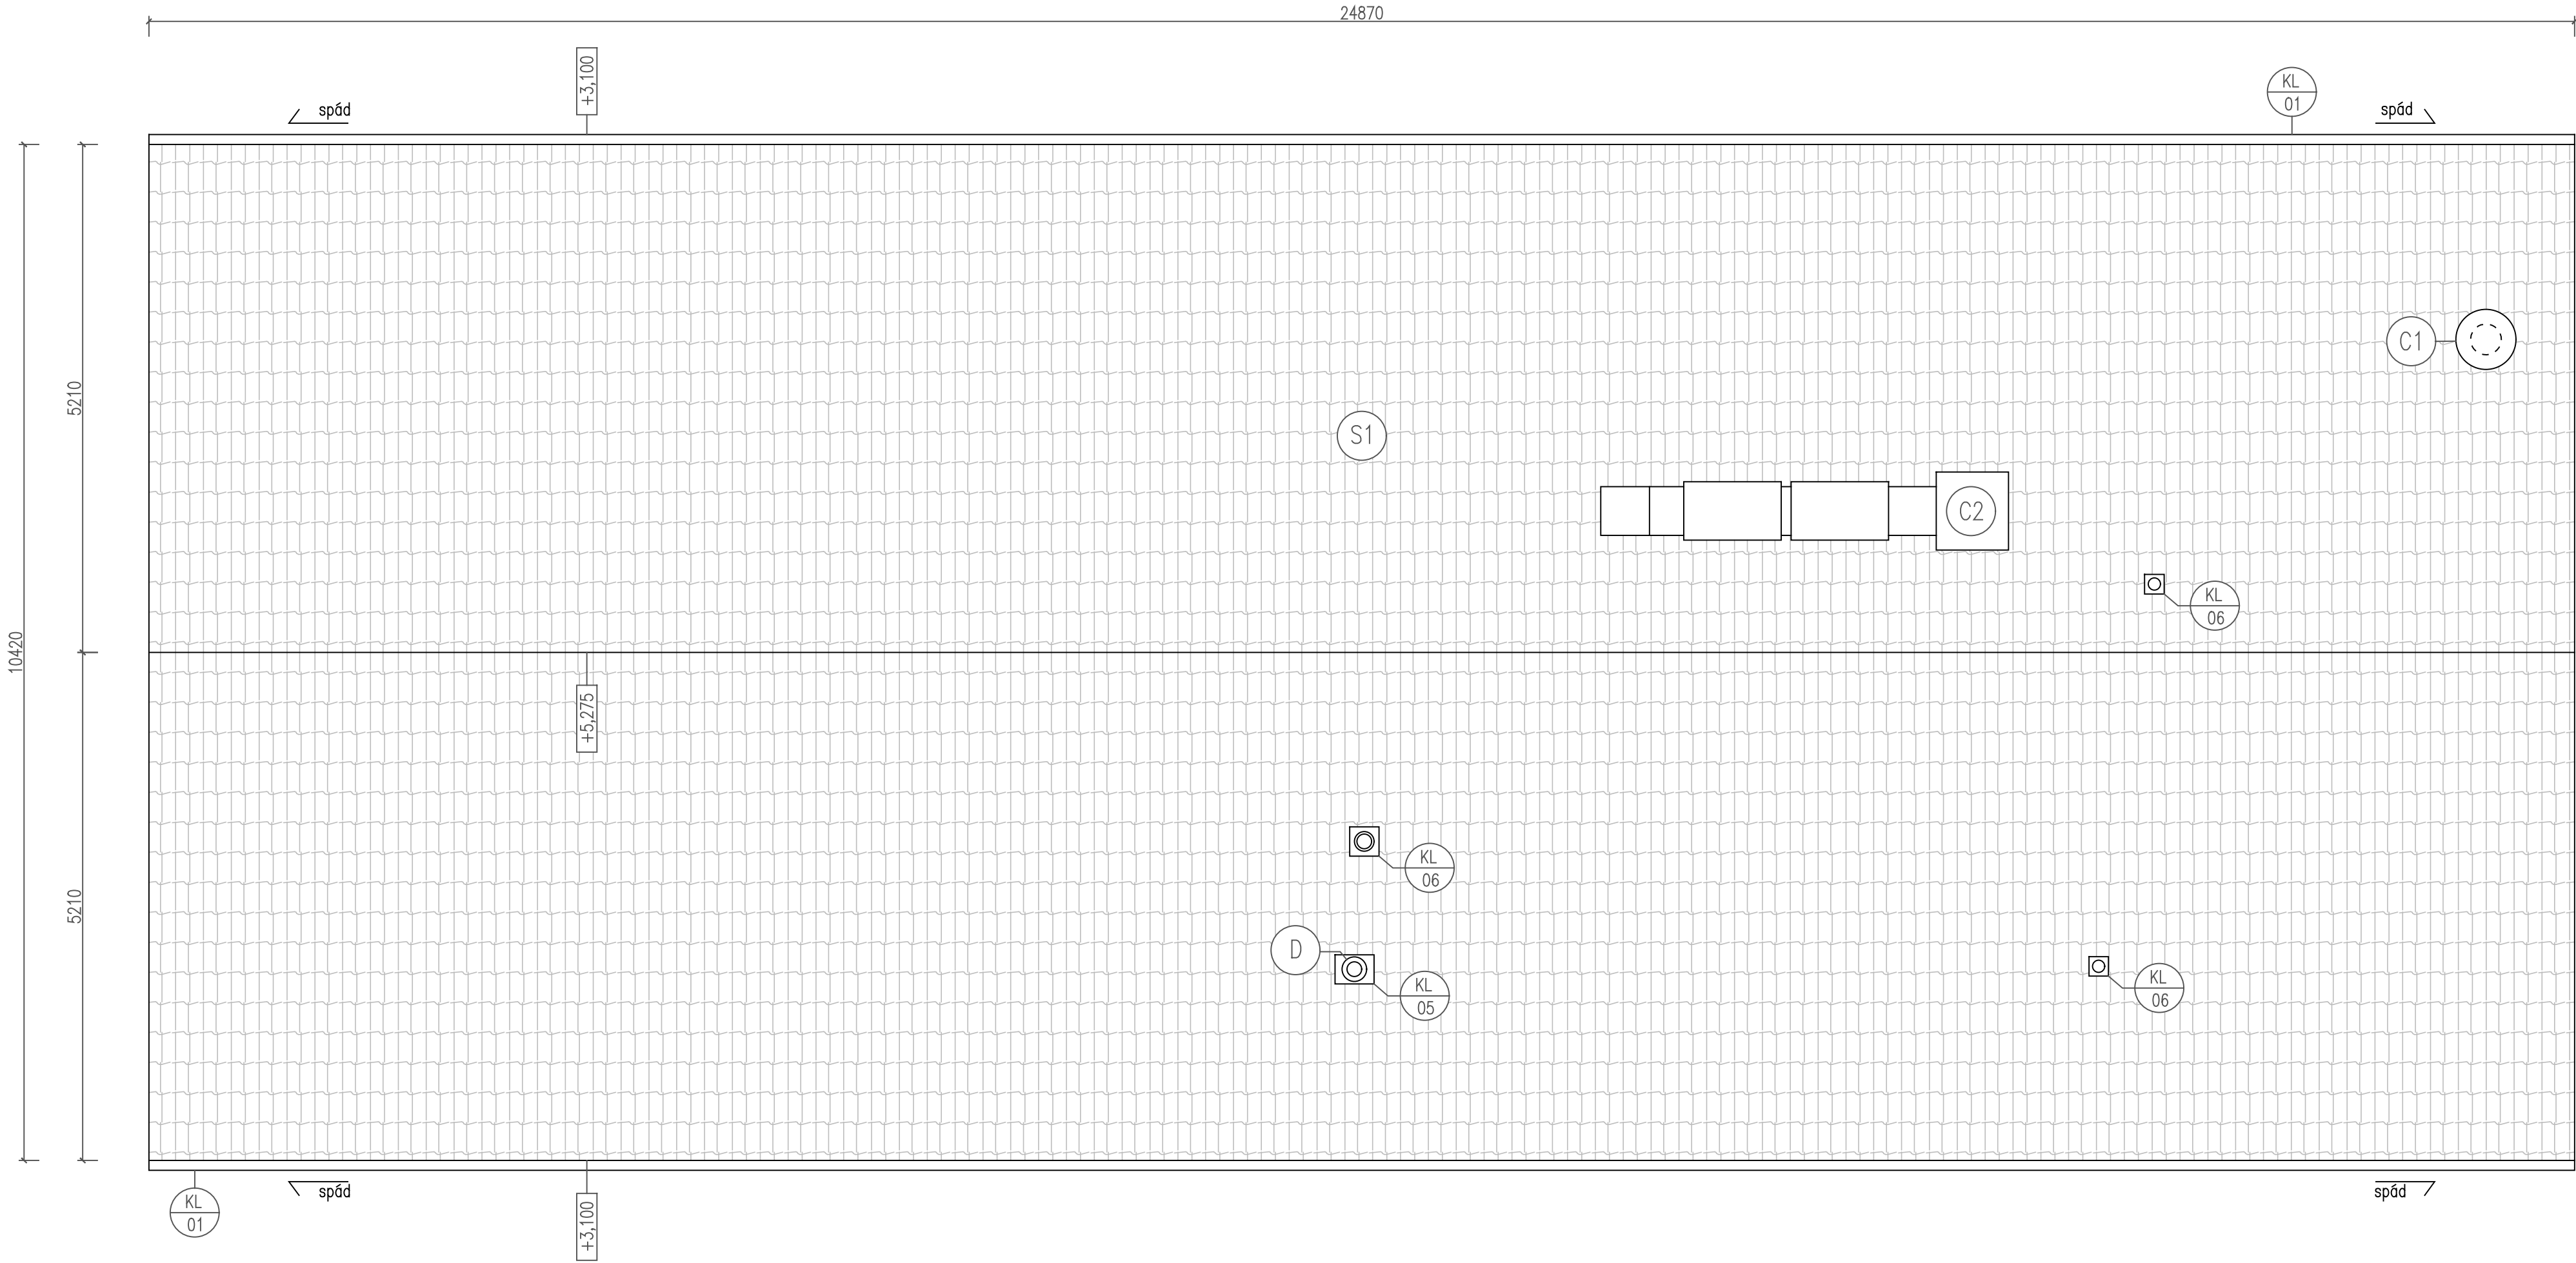 24870
+3,100
KL
01
spád
spád
C1
5210
S1
C2
KL
06
10420
+5,275
KL
06
5210
D
KL
05
KL
06
spád
spád
KL
01
+3,100